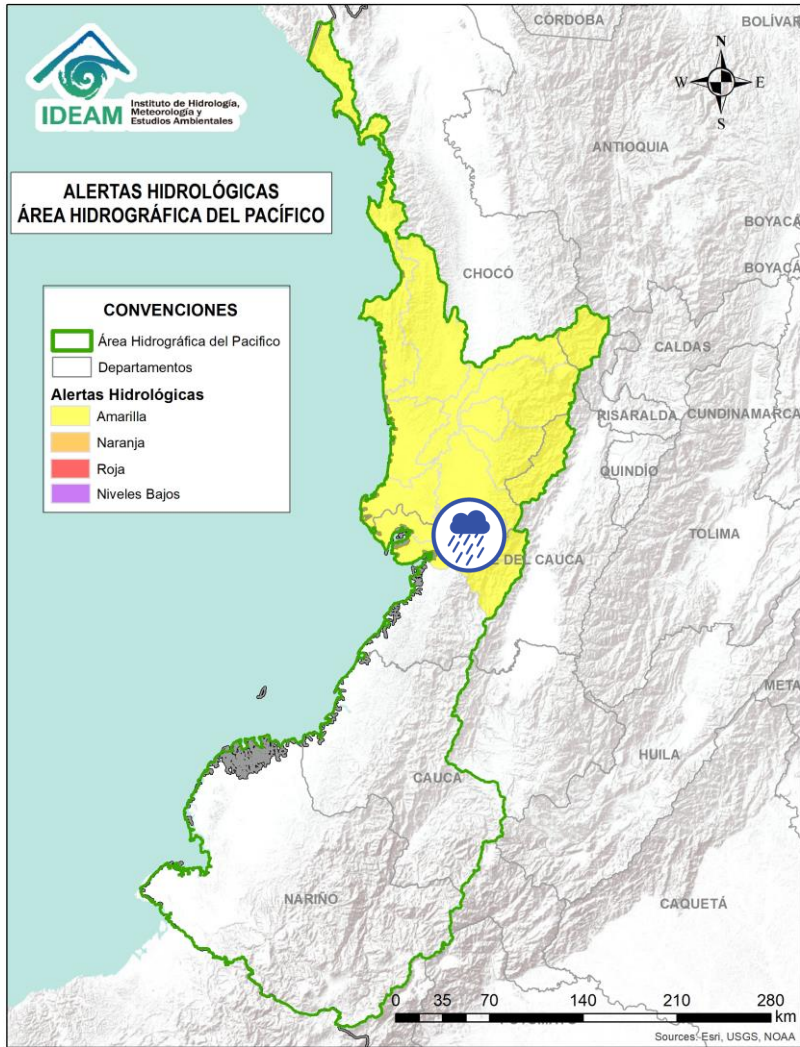 CÓRDOBA
BOLÍVAR
N
W
E
S
IDEAM
Instituto de Hidrología,
Meteorología y
Estudios Ambientales
ANTIOQUIA
ALERTAS HIDROLÓGICAS
ÁREA HIDROGRÁFICA DEL PACÍFICO
BOYACÁ
BOYACÁ
CHOCÓ
CONVENCIONES
Área Hidrográfica del Pacifico
Departamentos
Alertas Hidrológicas
Amarilla
Naranja
Roja
Niveles Bajos
CALDAS
RISARALDA
CUNDINAMARCA
QUINDÍO
TOLIMA
DEL CAUCA
META
HUILA
CAUCA
NARIÑO
CAQUETÁ
0 35 70 140 210 280
km
Sources: Esri, USGS, NOAA